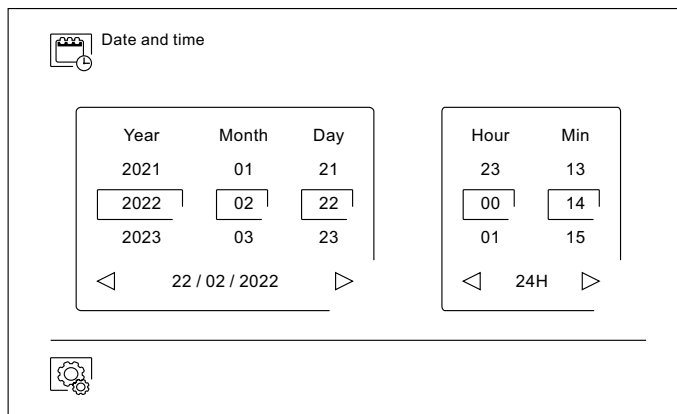 Date and time
Year Month Day
2021 01 21
2022 02 22
2023 03 23
22 / 02 / 2022
Hour Min
23 13
00 14
01 15
24H